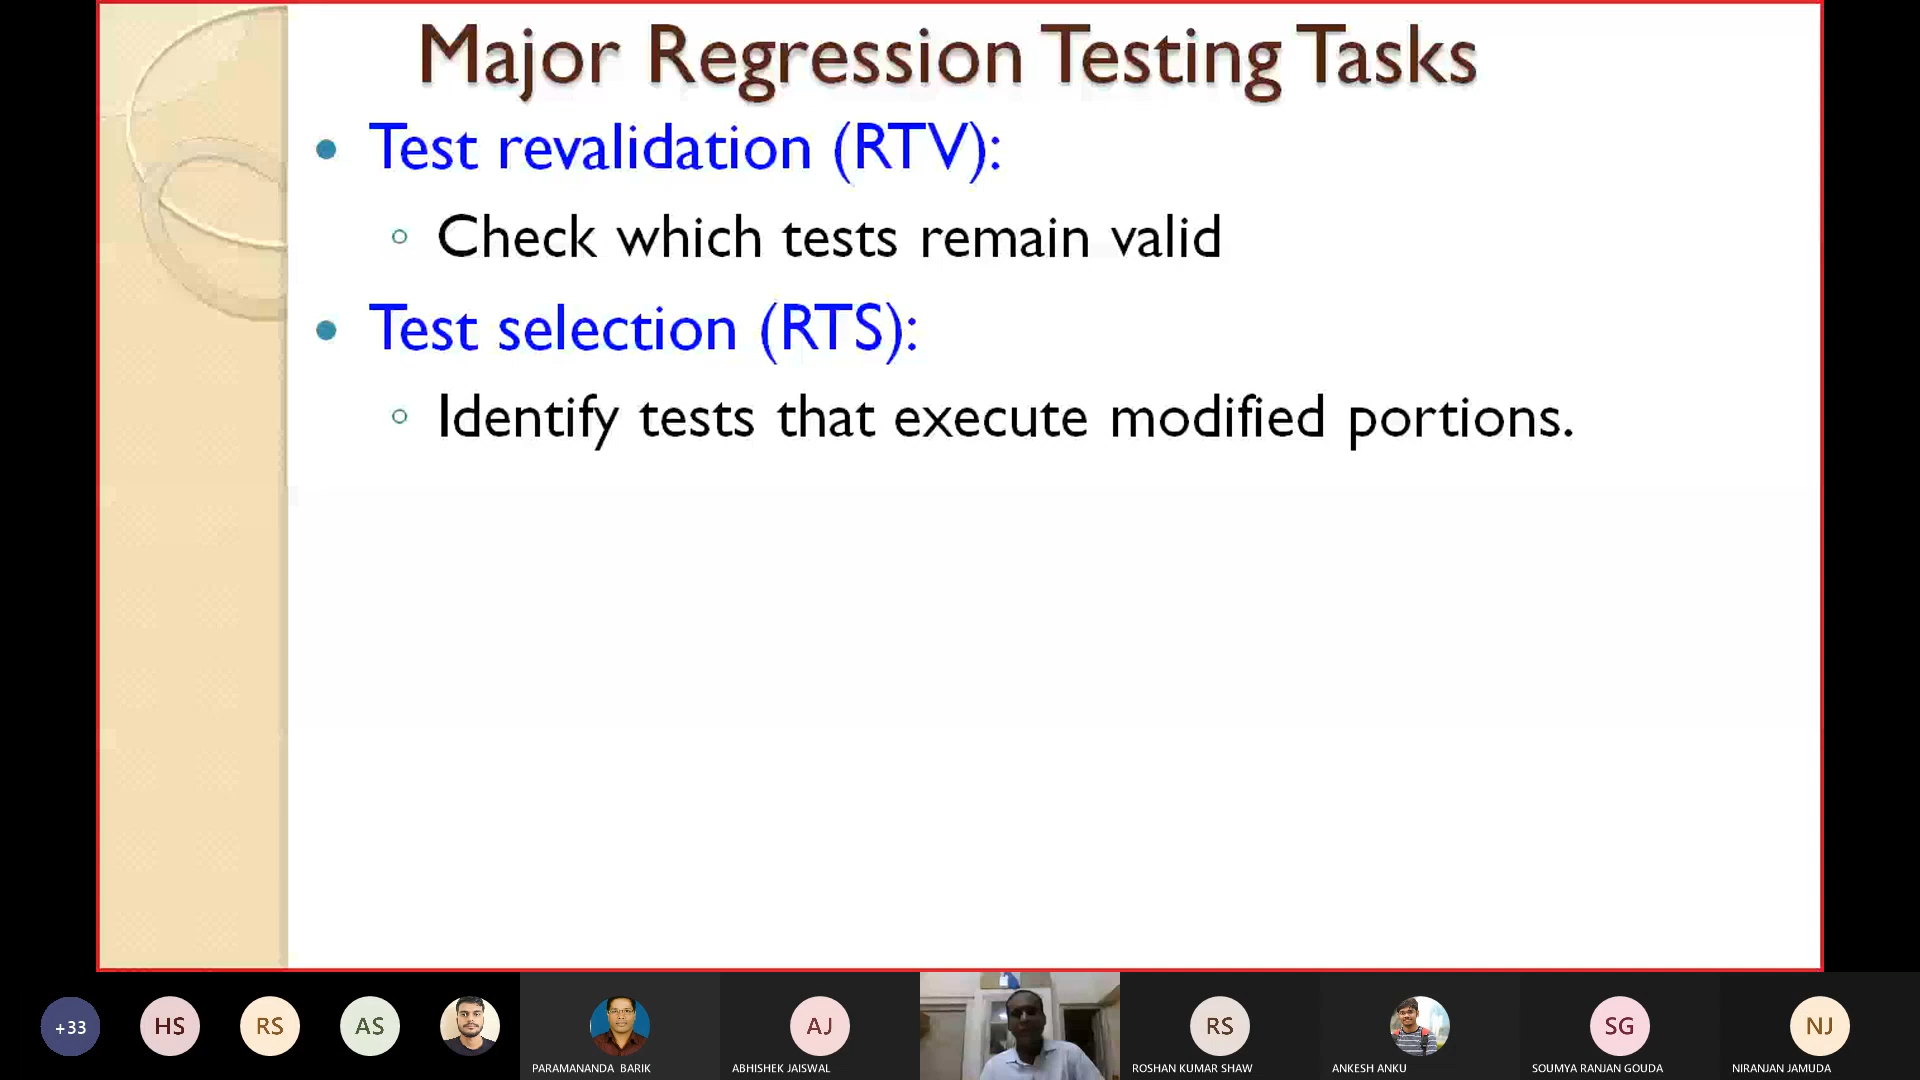 Major Regression Testing Tasks
Test revalidation (RTV):
Check which tests remain valid
Test selection (RTS):
Identify tests that execute modified portions.
+33
HS
RS
AS
PARAMANANDA BARIK
AJ
ABHISHEK JAISWAL
RS
ROSHAN KUMAR SHAW
ANKESH ANKU
SG
SOUMYA RANJAN GOUDA
NJ
NIRANJAN JAMUDA